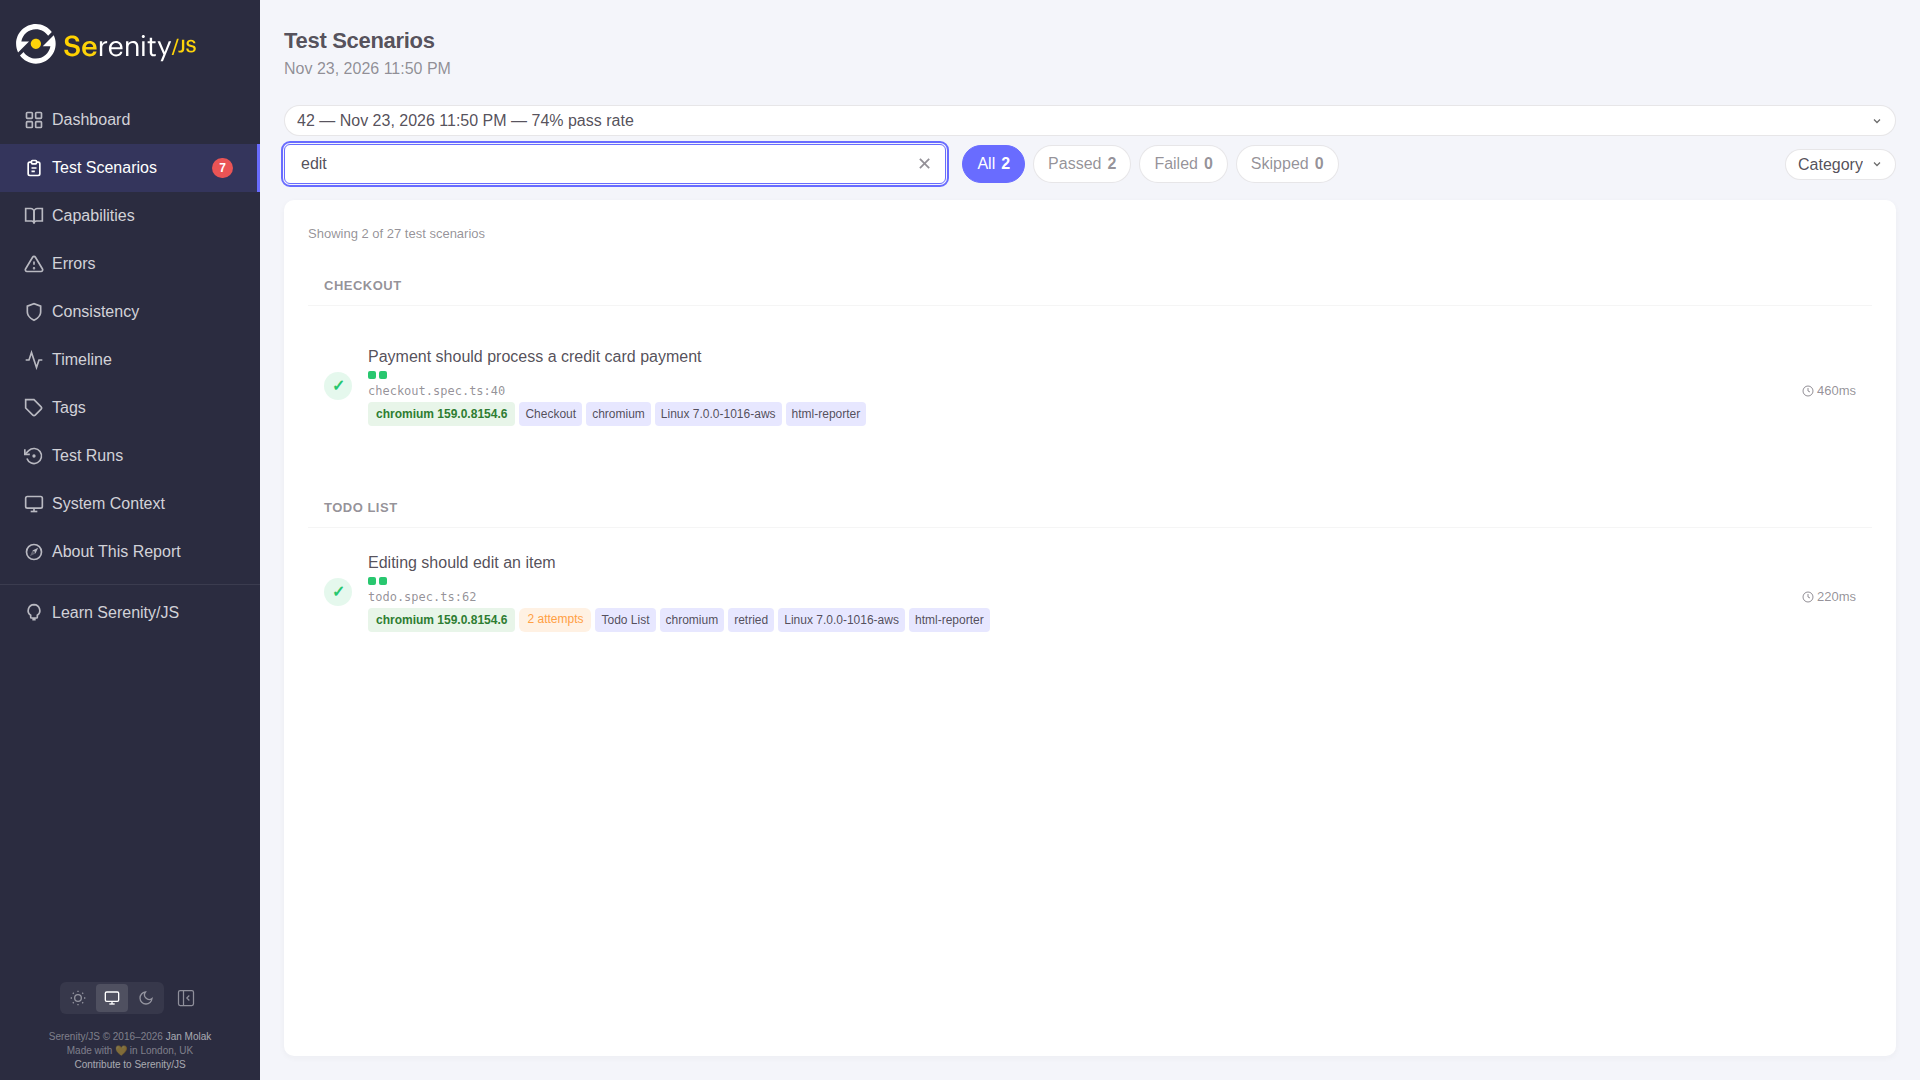 Serenity/JS
Dashboard
Test Scenarios 7
Capabilities
Errors
Consistency
Timeline
Tags
Test Runs
System Context
About This Report
Learn Serenity/JS
Serenity/JS © 2016–2026 Jan Molak
Made with 🧡 in London, UK
Contribute to Serenity/JS
Test Scenarios
Nov 23, 2026 11:50 PM
42 — Nov 23, 2026 11:50 PM — 74% pass rate
edit ✕ All 2 Passed 2 Failed 0 Skipped 0 Category
Showing 2 of 27 test scenarios
CHECKOUT
Payment should process a credit card payment
checkout.spec.ts:40
460ms
chromium 159.0.8154.6 Checkout chromium Linux 7.0.0-1016-aws html-reporter
TODO LIST
Editing should edit an item
todo.spec.ts:62
220ms
chromium 159.0.8154.6 2 attempts Todo List chromium retried Linux 7.0.0-1016-aws html-reporter